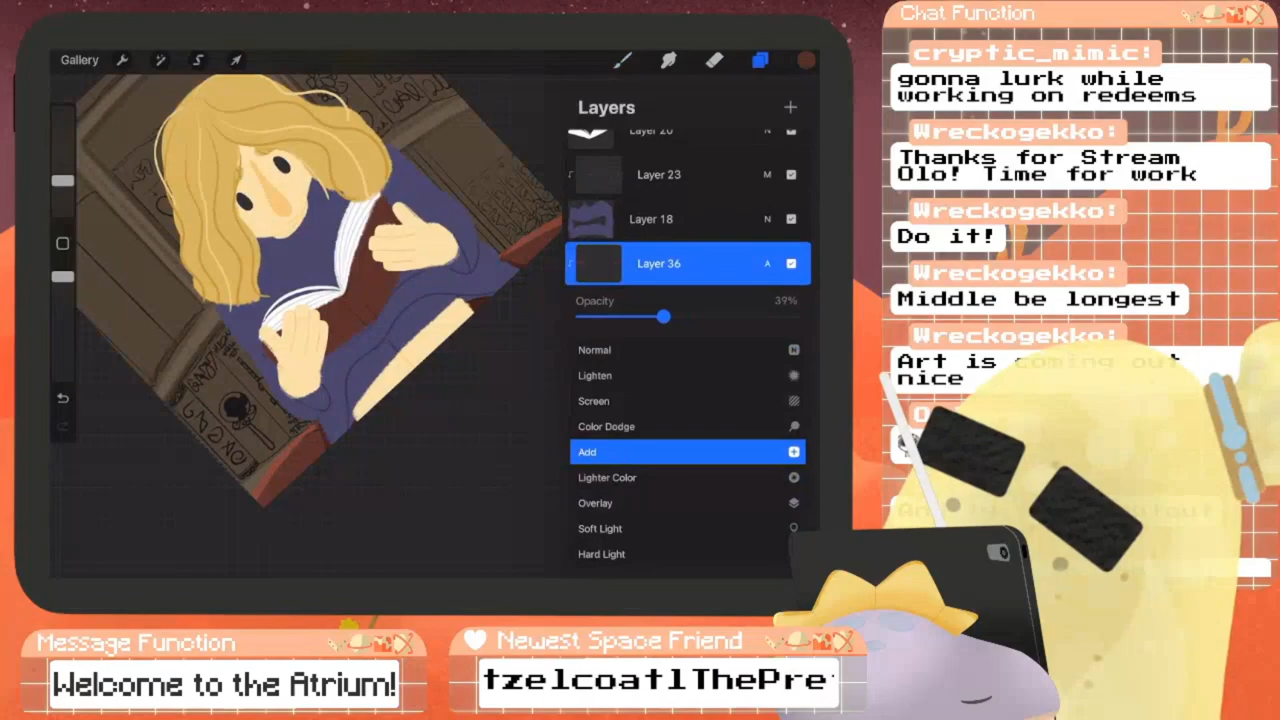 Gallery
Layers
Layer 20
N
Layer 23
M
Layer 18
N
Layer 36
A
Opacity
39%
Normal
N
Lighten
Screen
Color Dodge
Add
Lighter Color
Overlay
Soft Light
Hard Light
Chat Function
cryptic_mimic:
gonna lurk while
working on redeems
Wreckogekko:
Thanks for Stream
Olo! Time for work
Wreckogekko:
Do it!
Wreckogekko:
Middle be longest
Wreckogekko:
Art is coming out
nice
Message Function
Welcome to the Atrium!
Newest Space Friend
tzelcoatlThePre